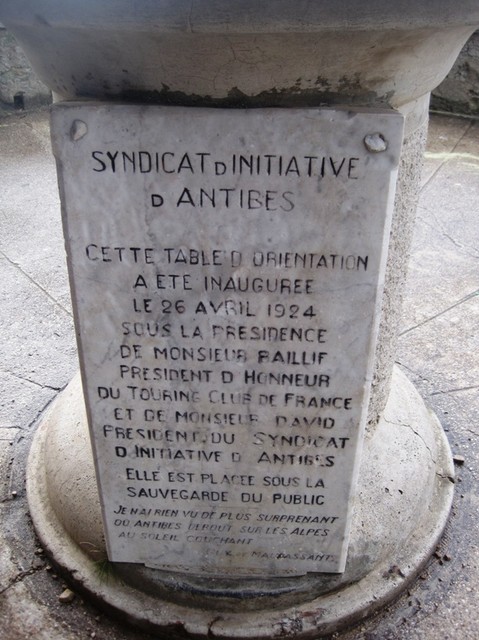 SYNDICAT D INITIATIVE
D ANTIBES
CETTE TABLE D ORIENTATION
A ETE INAUGUREE
LE 26 AVRIL 1924
SOUS LA PRESIDENCE
DE MONSIEUR BAILLIF
PRESIDENT D HONNEUR
DU TOURING CLUB DE FRANCE
ET DE MONSIEUR DAVID
PRESIDENT DU SYNDICAT
D INITIATIVE D ANTIBES
ELLE EST PLACEE SOUS LA
SAUVEGARDE DU PUBLIC
JE N'AI RIEN VU DE PLUS SURPRENANT
QU ANTIBES DEBOUT SUR LES ALPES
AU SOLEIL COUCHANT
DE MAUPASSANT